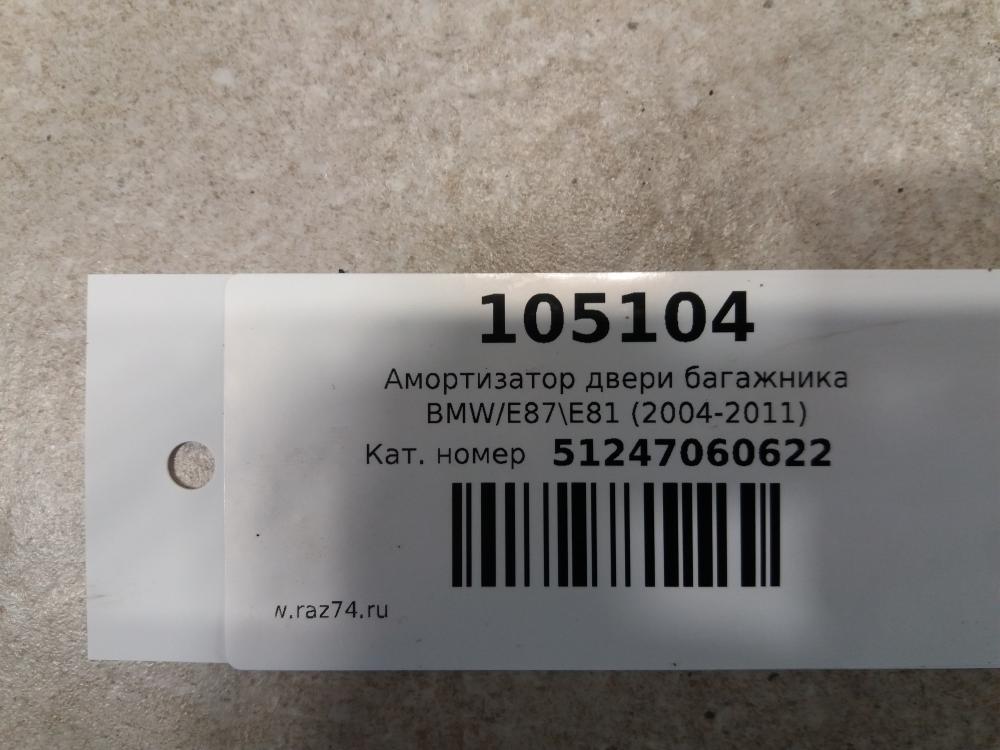 105104
Амортизатор двери багажника
BMW/E87\E81 (2004-2011)
Кат. номер 51247060622
w.raz74.ru